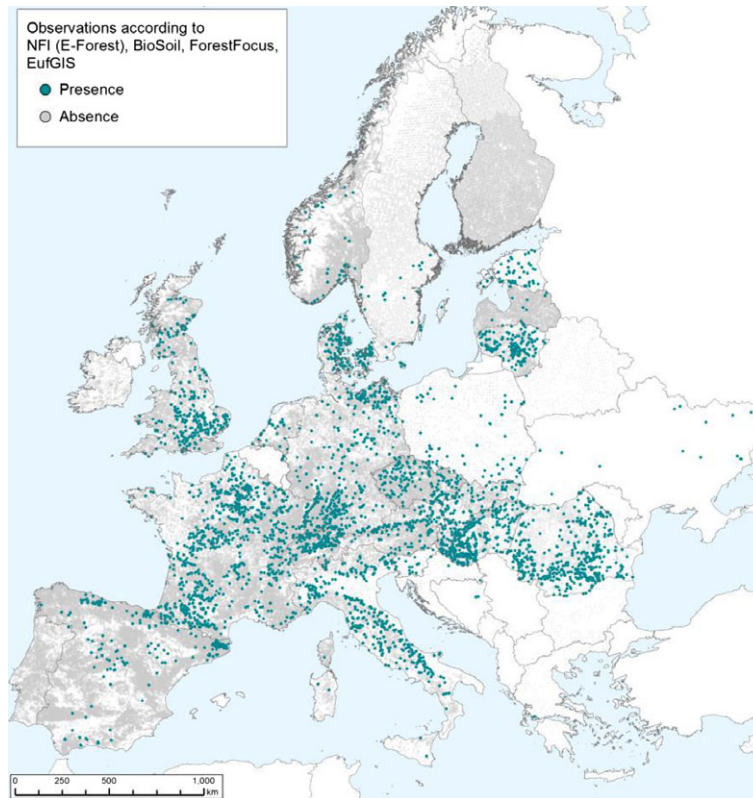 Observations according to
NFI (E-Forest), BioSoil, ForestFocus,
EufGIS
Presence
Absence
0 250 500 1,000
km